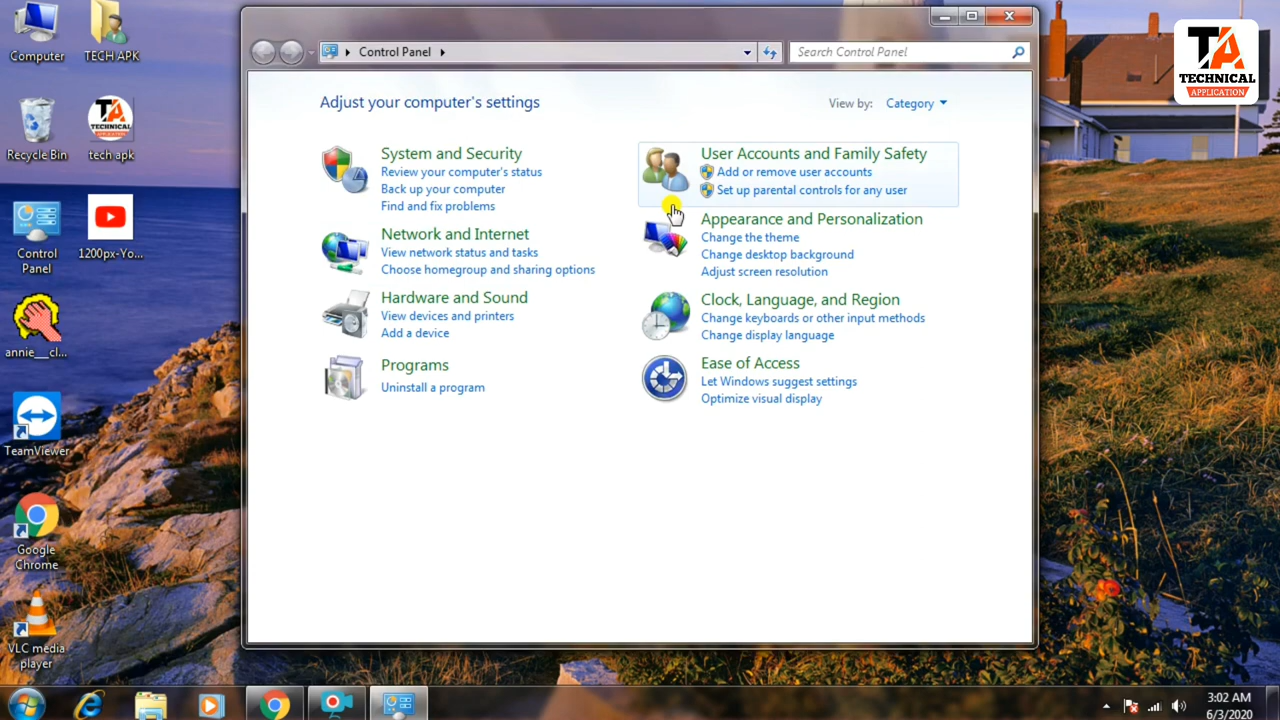 Computer
TECH APK
Recycle Bin
TA
TECHNICAL
APPLICATION
tech apk
Control
Panel
1200px-Yo...
annie__cl...
TeamViewer
Google
Chrome
VLC media
player
Control Panel
Search Control Panel
Adjust your computer's settings
View by: Category
System and Security
Review your computer's status
Back up your computer
Find and fix problems
Network and Internet
View network status and tasks
Choose homegroup and sharing options
Hardware and Sound
View devices and printers
Add a device
Programs
Uninstall a program
User Accounts and Family Safety
Add or remove user accounts
Set up parental controls for any user
Appearance and Personalization
Change the theme
Change desktop background
Adjust screen resolution
Clock, Language, and Region
Change keyboards or other input methods
Change display language
Ease of Access
Let Windows suggest settings
Optimize visual display
TA
TECHNICAL
APPLICATION
3:02 AM
6/3/2020